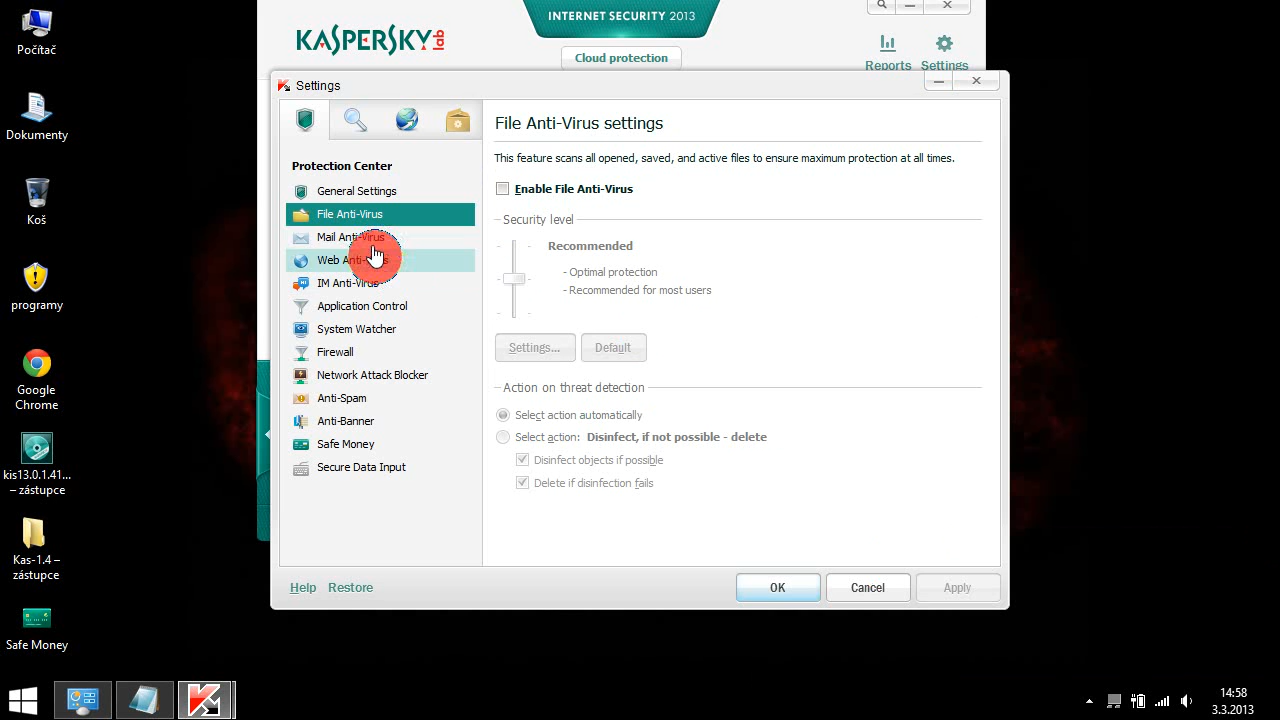 Počítač
Dokumenty
Koš
programy
Google
Chrome
kis13.0.1.41...
– zástupce
Kas-1.4 –
zástupce
Safe Money
KASPERSKY lab
INTERNET SECURITY 2013
Cloud protection
Reports
Settings
Settings
Protection Center
General Settings
File Anti-Virus
Mail Anti-Virus
Web Anti-
IM Anti-Virus
Application Control
System Watcher
Firewall
Network Attack Blocker
Anti-Spam
Anti-Banner
Safe Money
Secure Data Input
File Anti-Virus settings
This feature scans all opened, saved, and active files to ensure maximum protection at all times.
Enable File Anti-Virus
Security level
Recommended
- Optimal protection
- Recommended for most users
Settings...
Default
Action on threat detection
Select action automatically
Select action: Disinfect, if not possible - delete
Disinfect objects if possible
Delete if disinfection fails
Help
Restore
OK
Cancel
Apply
14:58
3.3.2013